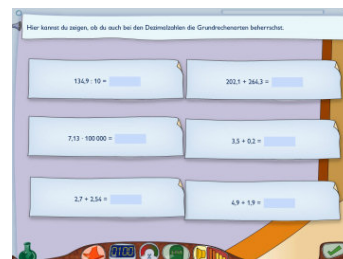 Hier kannst du zeigen, ob du auch bei den Dezimalzahlen die Grundrechenarten beherrschst.
134,9 : 10 =
202,1 + 264,3 =
7,13 · 100 000 =
3,5 + 0,2 =
2,7 + 2,54 =
4,9 + 1,9 =